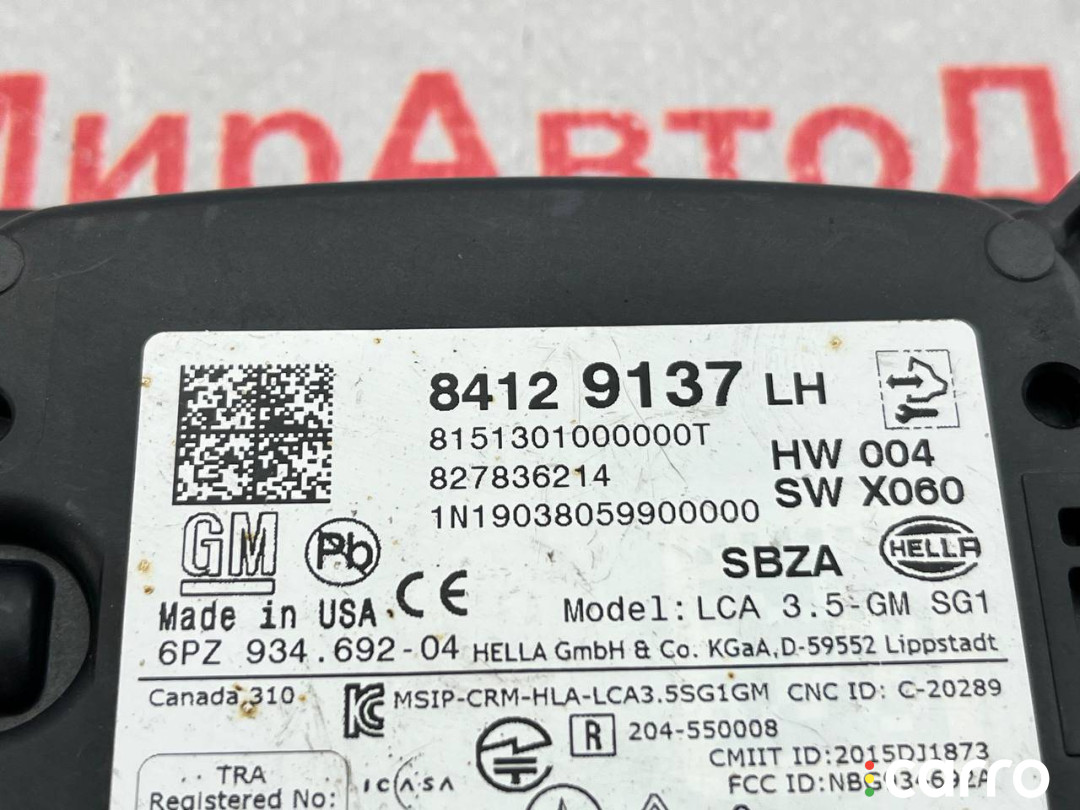 МирАвтоД
84129137 LH
8151301000000T
827836214
1N19038059900000
HW 004
SW X060
GM
Pb
SBZA
HELLA
Made in USA CE
Model: LCA 3.5-GM SG1
6PZ 934.692-04 HELLA GmbH & Co. KGaA, D-59552 Lippstadt
Canada 310
MSIP-CRM-HLA-LCA3.5SG1GM CNC ID: C-20289
R 204-550008
CMIIT ID:2015DJ1873
TRA
Registered No:
ICASA
FCC ID:
carro